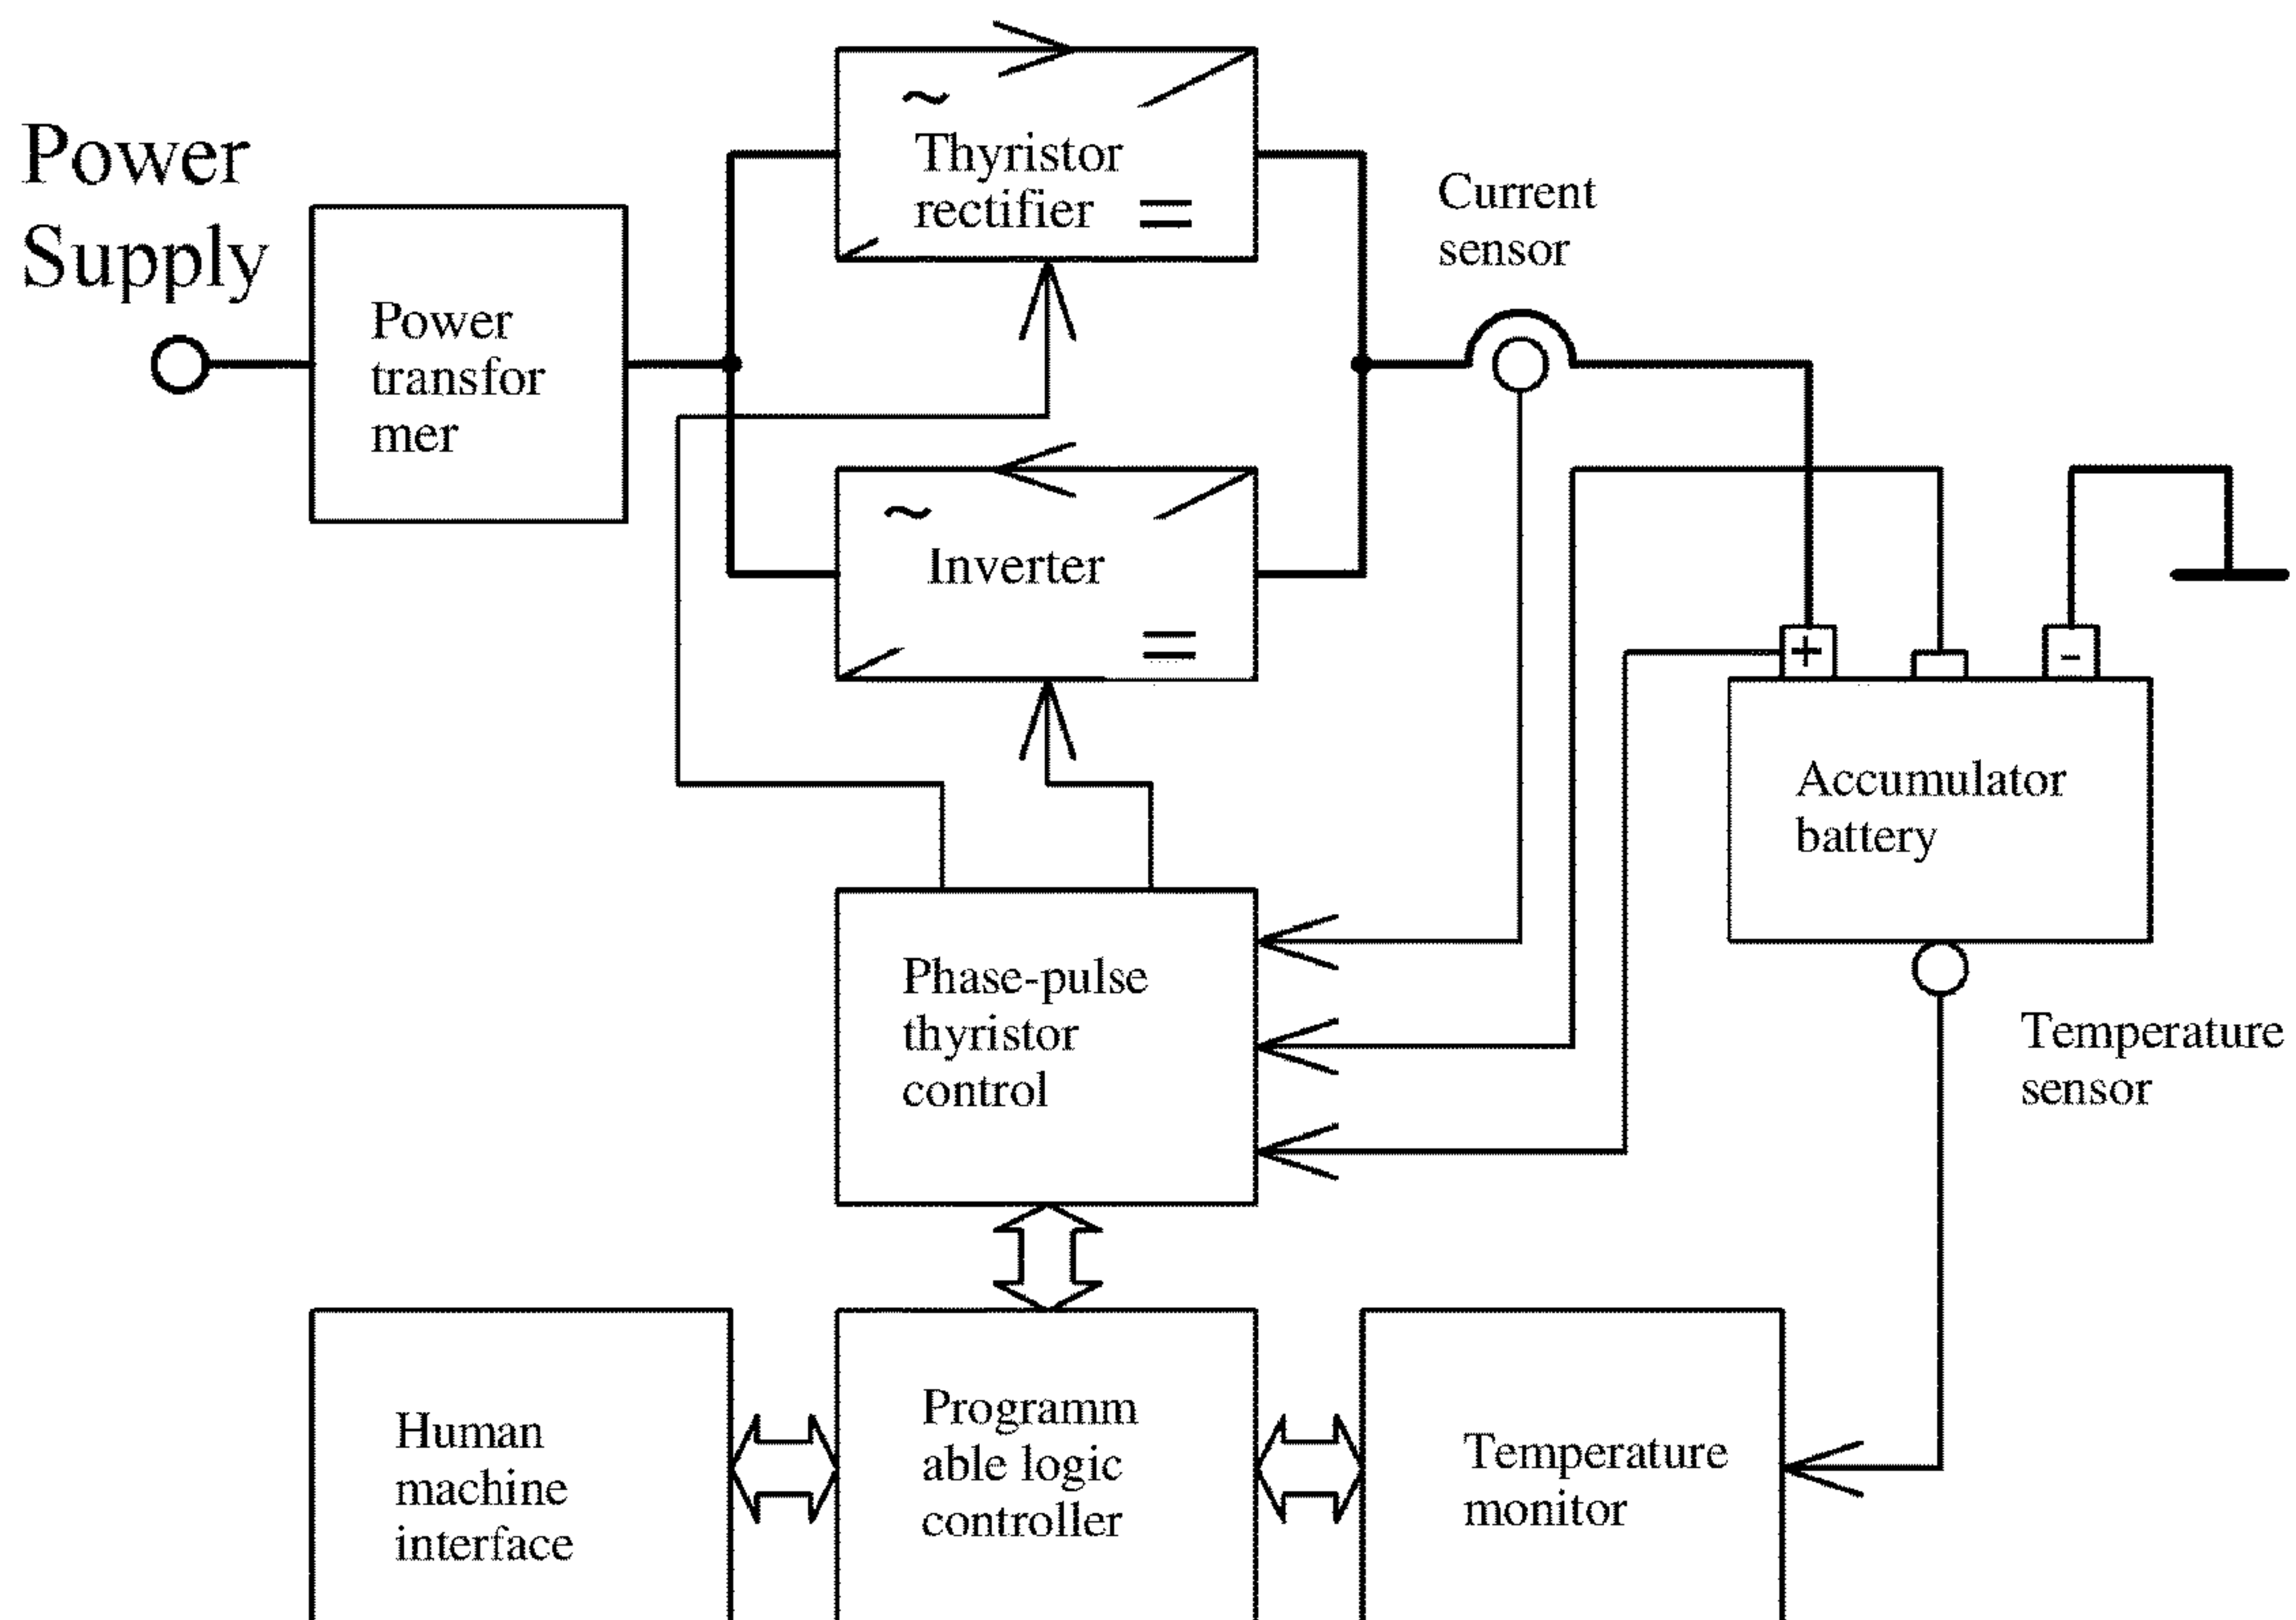 Power
Supply
Power
transfor
mer
~
Thyristor
rectifier
=
~
Inverter
=
Current
sensor
+
-
Accumulator
battery
Phase-pulse
thyristor
control
Temperature
sensor
Human
machine
interface
Programm
able logic
controller
Temperature
monitor